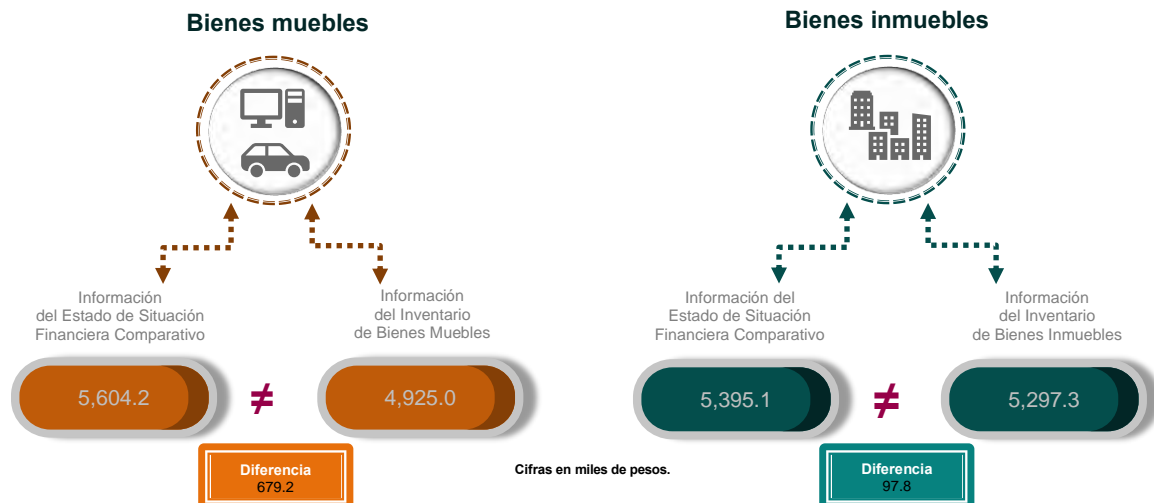 Bienes muebles
Información
del Estado de Situación
Financiera Comparativo
Información
del Inventario
de Bienes Muebles
5,604.2
≠
4,925.0
Diferencia
679.2
Cifras en miles de pesos.
Bienes inmuebles
Información del
Estado de Situación
Financiera Comparativo
Información
del Inventario
de Bienes Inmuebles
5,395.1
≠
5,297.3
Diferencia
97.8